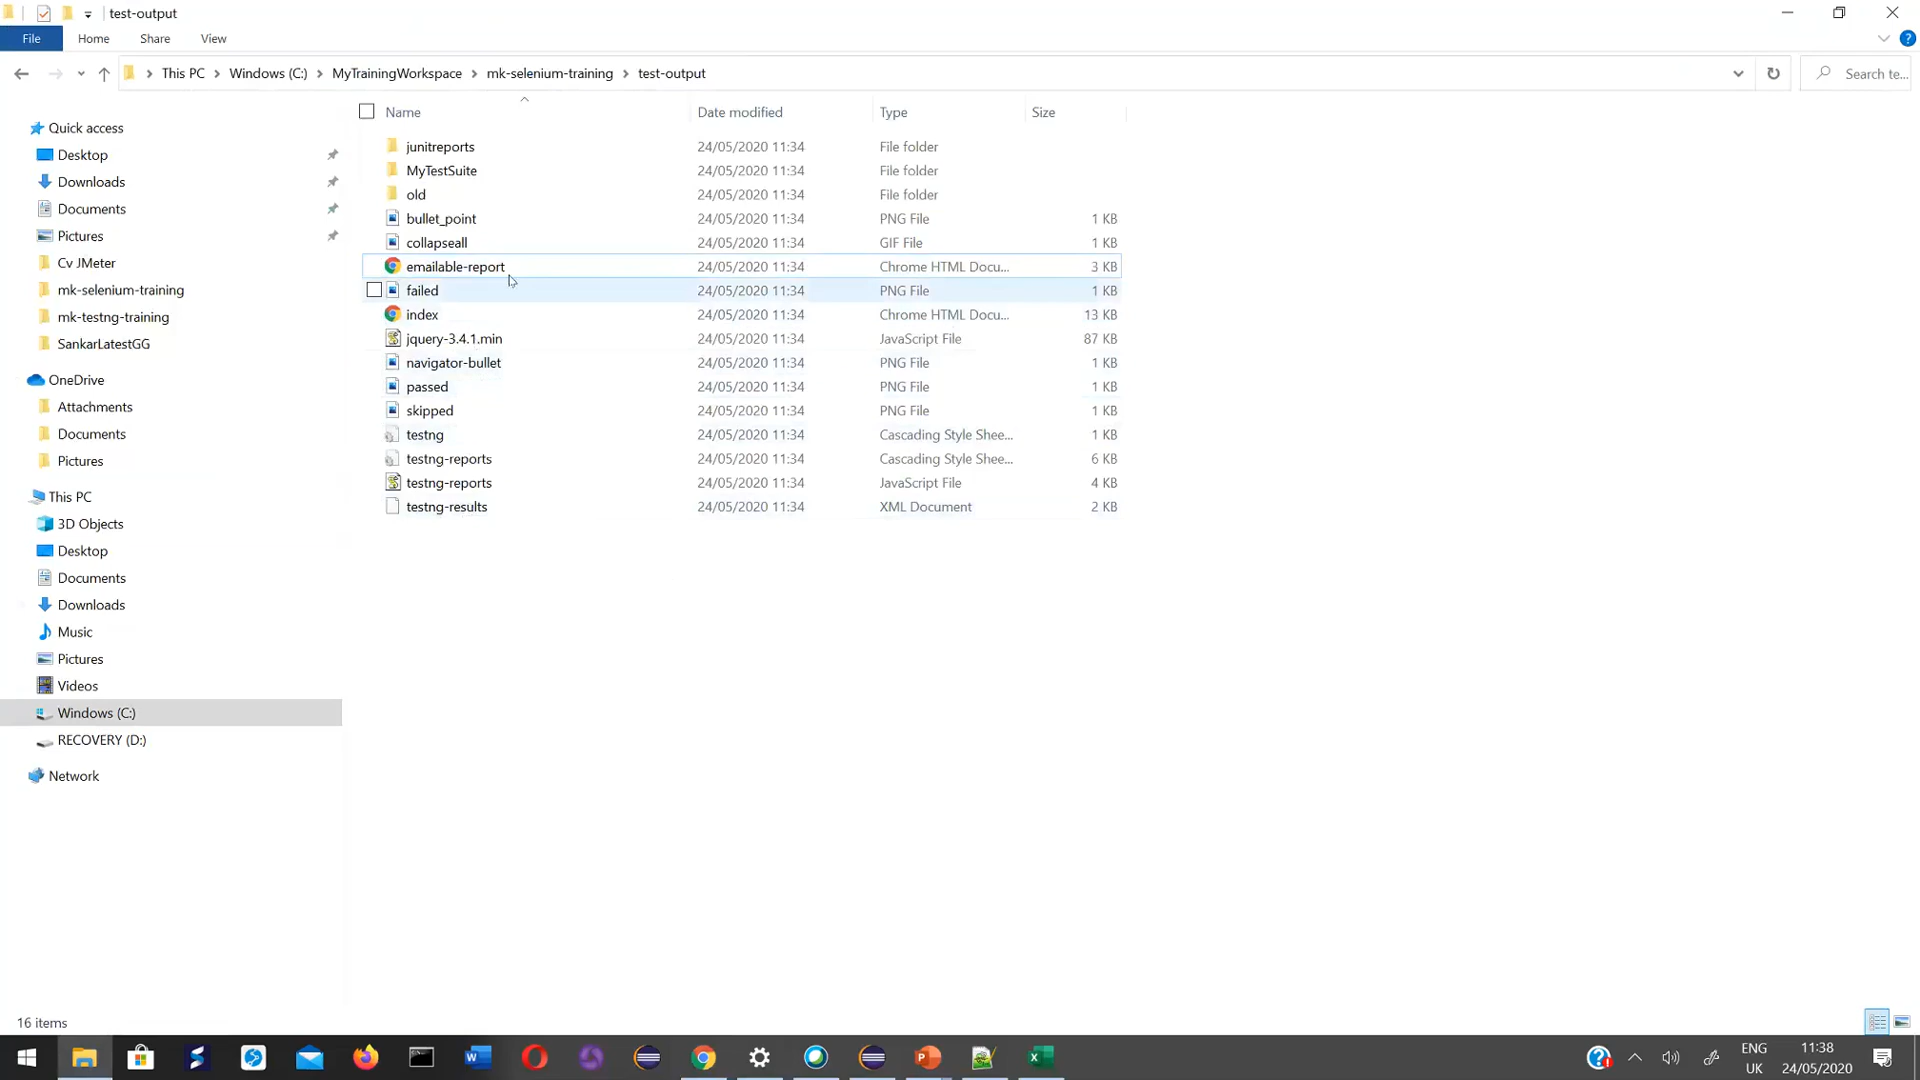 test-output
File Home Share View
This PC Windows (C:) MyTrainingWorkspace mk-selenium-training test-output Search te...
Name Date modified Type Size
Quick access
Desktop
Downloads
Documents
Pictures
Cv JMeter
mk-selenium-training
mk-testng-training
SankarLatestGG
OneDrive
Attachments
Documents
Pictures
This PC
3D Objects
Desktop
Documents
Downloads
Music
Pictures
Videos
Windows (C:)
RECOVERY (D:)
Network
junitreports 24/05/2020 11:34 File folder
MyTestSuite 24/05/2020 11:34 File folder
old 24/05/2020 11:34 File folder
bullet_point 24/05/2020 11:34 PNG File 1 KB
collapseall 24/05/2020 11:34 GIF File 1 KB
emailable-report 24/05/2020 11:34 Chrome HTML Docu... 3 KB
failed 24/05/2020 11:34 PNG File 1 KB
index 24/05/2020 11:34 Chrome HTML Docu... 13 KB
jquery-3.4.1.min 24/05/2020 11:34 JavaScript File 87 KB
navigator-bullet 24/05/2020 11:34 PNG File 1 KB
passed 24/05/2020 11:34 PNG File 1 KB
skipped 24/05/2020 11:34 PNG File 1 KB
testng 24/05/2020 11:34 Cascading Style Shee... 1 KB
testng-reports 24/05/2020 11:34 Cascading Style Shee... 6 KB
testng-reports 24/05/2020 11:34 JavaScript File 4 KB
testng-results 24/05/2020 11:34 XML Document 2 KB
16 items
ENG 11:38
UK 24/05/2020